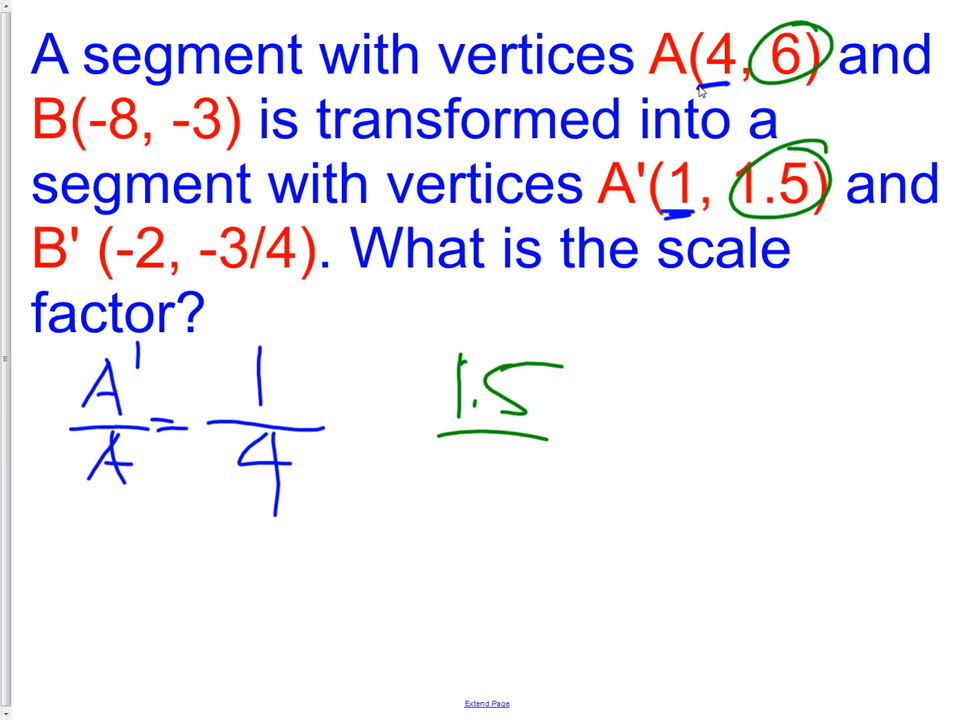 A segment with vertices A(4, 6) and
B(-8, -3) is transformed into a
segment with vertices A'(1, 1.5) and
B' (-2, -3/4). What is the scale
factor?
A'/A = 1/4 1.5
Extend Page